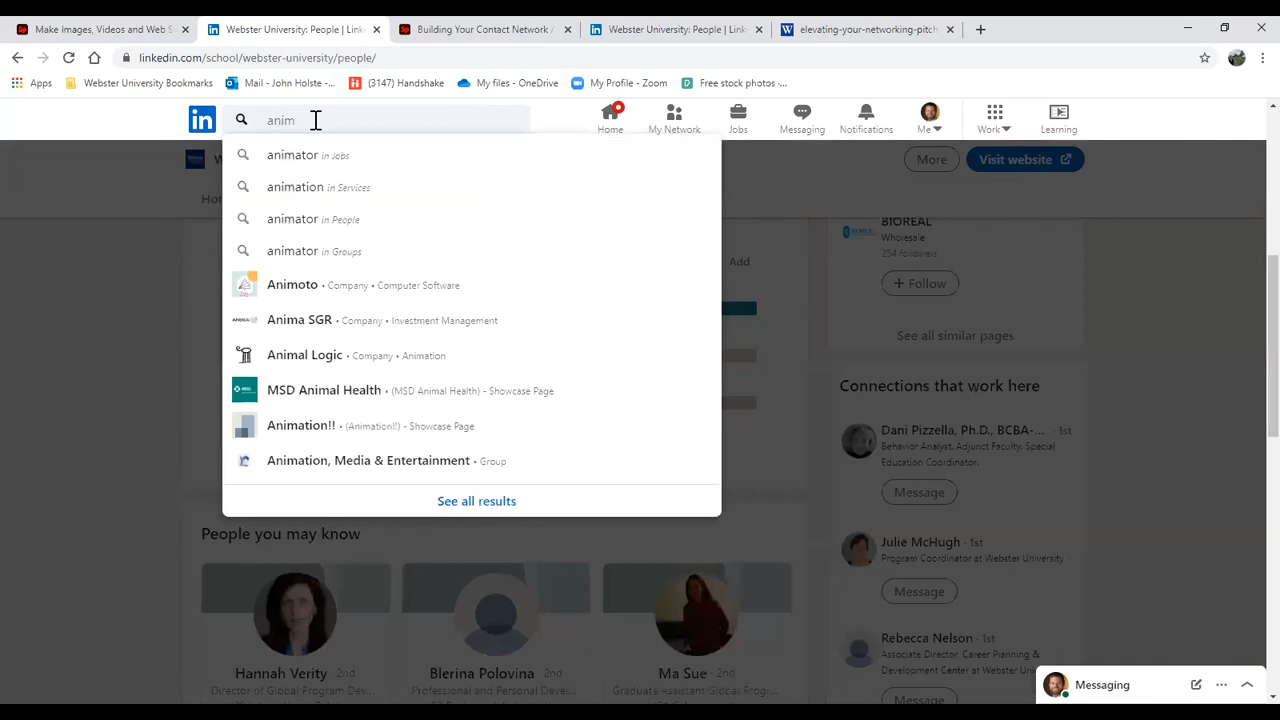 Make Images, Videos and Web S
Webster University: People | Link
Building Your Contact Network /
Webster University: People | Link
elevating-your-networking-pitch
linkedin.com/school/webster-university/people/
Apps
Webster University Bookmarks
Mail - John Holste -...
(3147) Handshake
My files - OneDrive
My Profile - Zoom
Free stock photos -...
in
anim
Home
My Network
Jobs
Messaging
Notifications
Me
Work
Learning
animator in Jobs
animation in Services
animator in People
animator in Groups
Animoto • Company • Computer Software
Anima SGR • Company • Investment Management
Animal Logic • Company • Animation
MSD Animal Health • (MSD Animal Health) - Showcase Page
Animation!! • (Animation!!) - Showcase Page
Animation, Media & Entertainment • Group
See all results
W
Hom
More
Visit website
Add
BIOREAL
Wholesale
254 followers
+ Follow
See all similar pages
Connections that work here
Dani Pizzella, Ph.D., BCBA-... · 1st
Behavior Analyst, Adjunct Faculty, Special
Education Coordinator.
Message
Julie McHugh · 1st
Program Coordinator at Webster University
Message
Rebecca Nelson · 1st
Associate Director, Career Planning &
Development Center at Webster Univ
Message
People you may know
Hannah Verity 2nd
Director of Global Program Dev...
Blerina Polovina 2nd
Professional and Personal Deve...
Ma Sue · 2nd
Graduate Assistant Global Progr...
Messaging